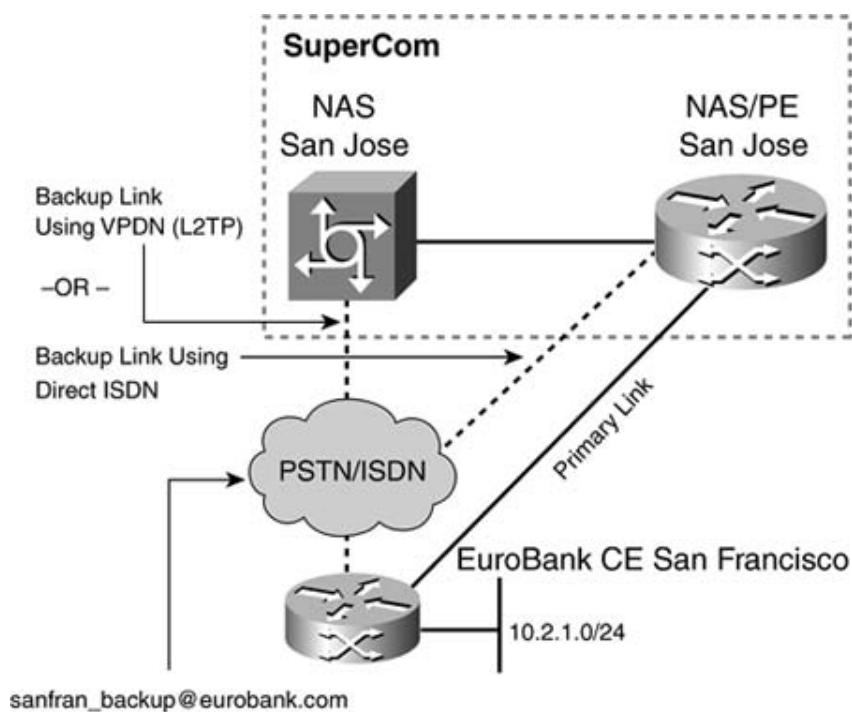 SuperCom
NAS
San Jose
NAS/PE
San Jose
Backup Link
Using VPDN (L2TP)
–OR –
Backup Link Using
Direct ISDN
PSTN/ISDN
Primary Link
EuroBank CE San Francisco
10.2.1.0/24
sanfran_backup@eurobank.com